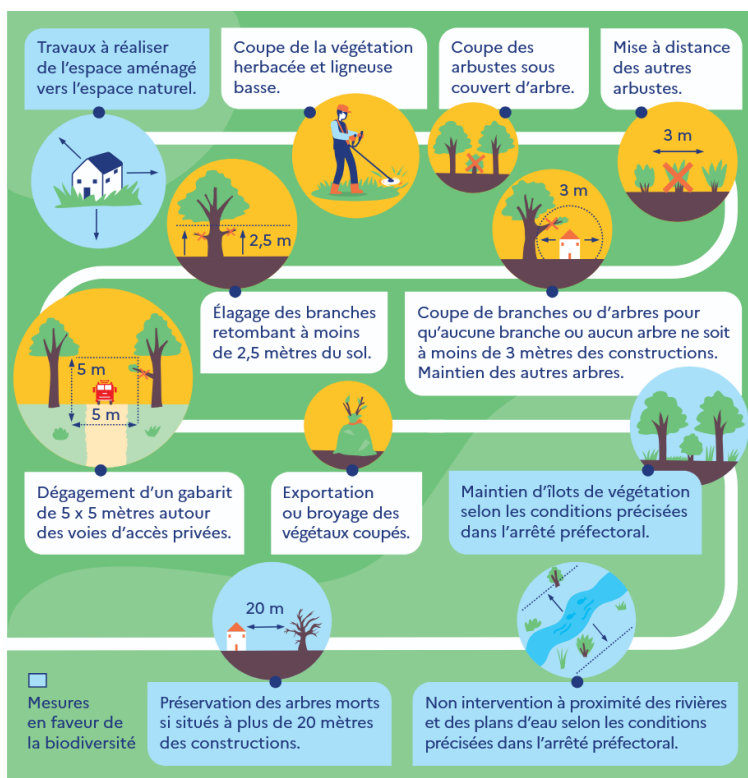 Travaux à réaliser
de l'espace aménagé
vers l'espace naturel.
Coupe de la végétation
herbacée et ligneuse
basse.
Coupe des
arbustes sous
couvert d'arbre.
Mise à distance
des autres
arbustes.
3 m
2,5 m
3 m
Élagage des branches
retombant à moins
de 2,5 mètres du sol.
Coupe de branches ou d'arbres pour
qu'aucune branche ou aucun arbre ne soit
à moins de 3 mètres des constructions.
Maintien des autres arbres.
5 m
5 m
Dégagement d'un gabarit
de 5 x 5 mètres autour
des voies d'accès privées.
Exportation
ou broyage des
végétaux coupés.
Maintien d'îlots de végétation
selon les conditions précisées
dans l'arrêté préfectoral.
20 m
Mesures
en faveur de
la biodiversité
Préservation des arbres morts
si situés à plus de 20 mètres
des constructions.
Non intervention à proximité des rivières
et des plans d'eau selon les conditions
précisées dans l'arrêté préfectoral.